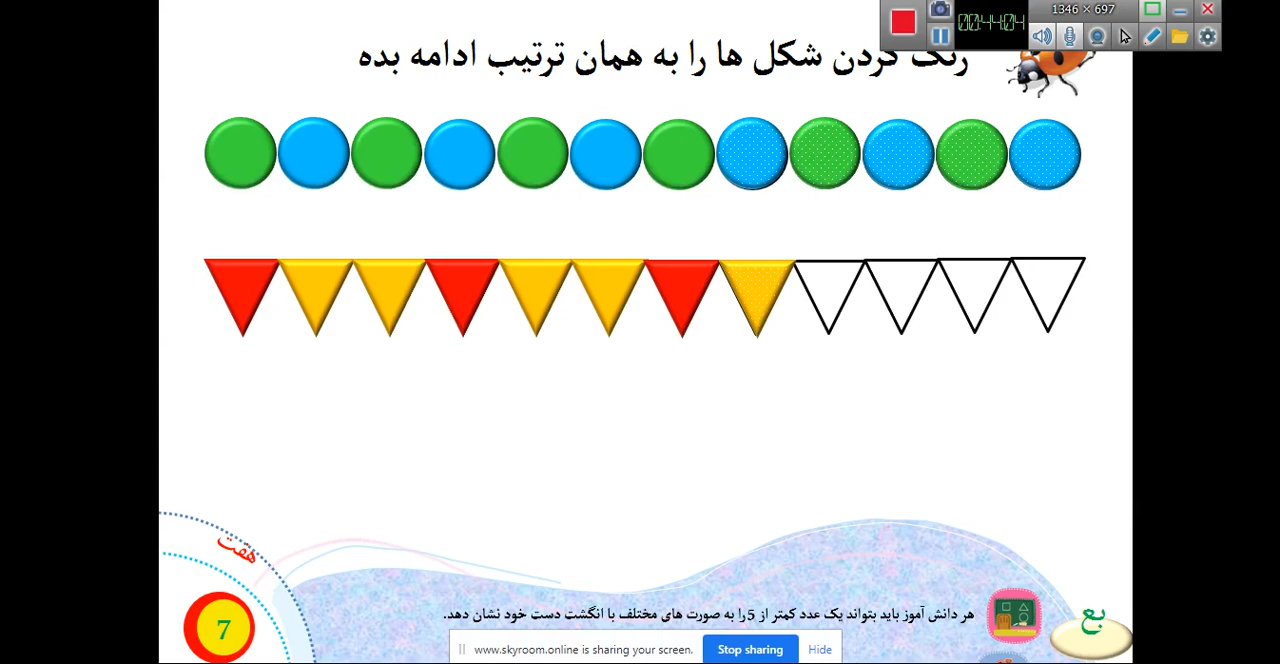 1346 × 697
00:44:04
رنگ کردن شکل ها را به همان ترتیب ادامه بده
هفت
7
هر دانش آموز باید بتواند یک عدد کمتر از 5 را به صورت های مختلف با انگشت دست خود نشان دهد.
www.skyroom.online is sharing your screen.
Stop sharing
Hide